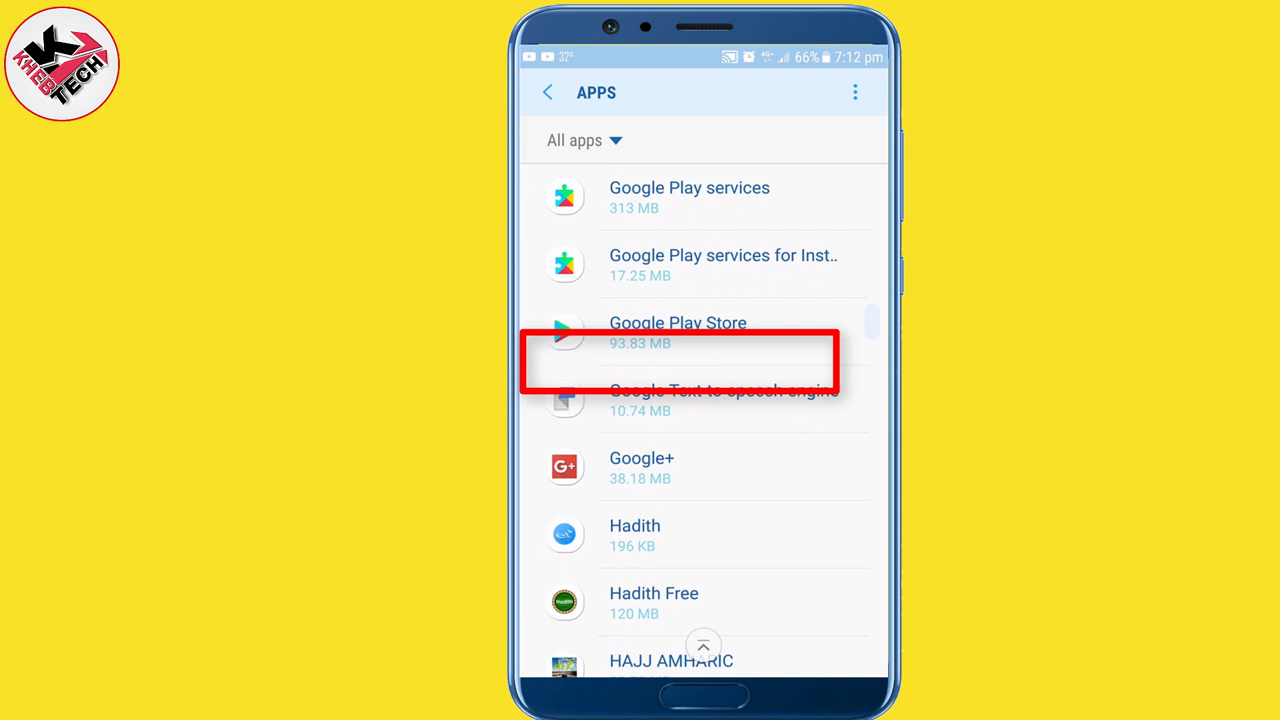 KHEB TECH
32°
4G+ 66% 7:12 pm
APPS
All apps
Google Play services
313 MB
Google Play services for Inst..
17.25 MB
Google Play Store
93.83 MB
Google Text to speech engine
10.74 MB
G+
Google+
38.18 MB
Hadith
196 KB
Hadith Free
120 MB
HAJJ AMHARIC